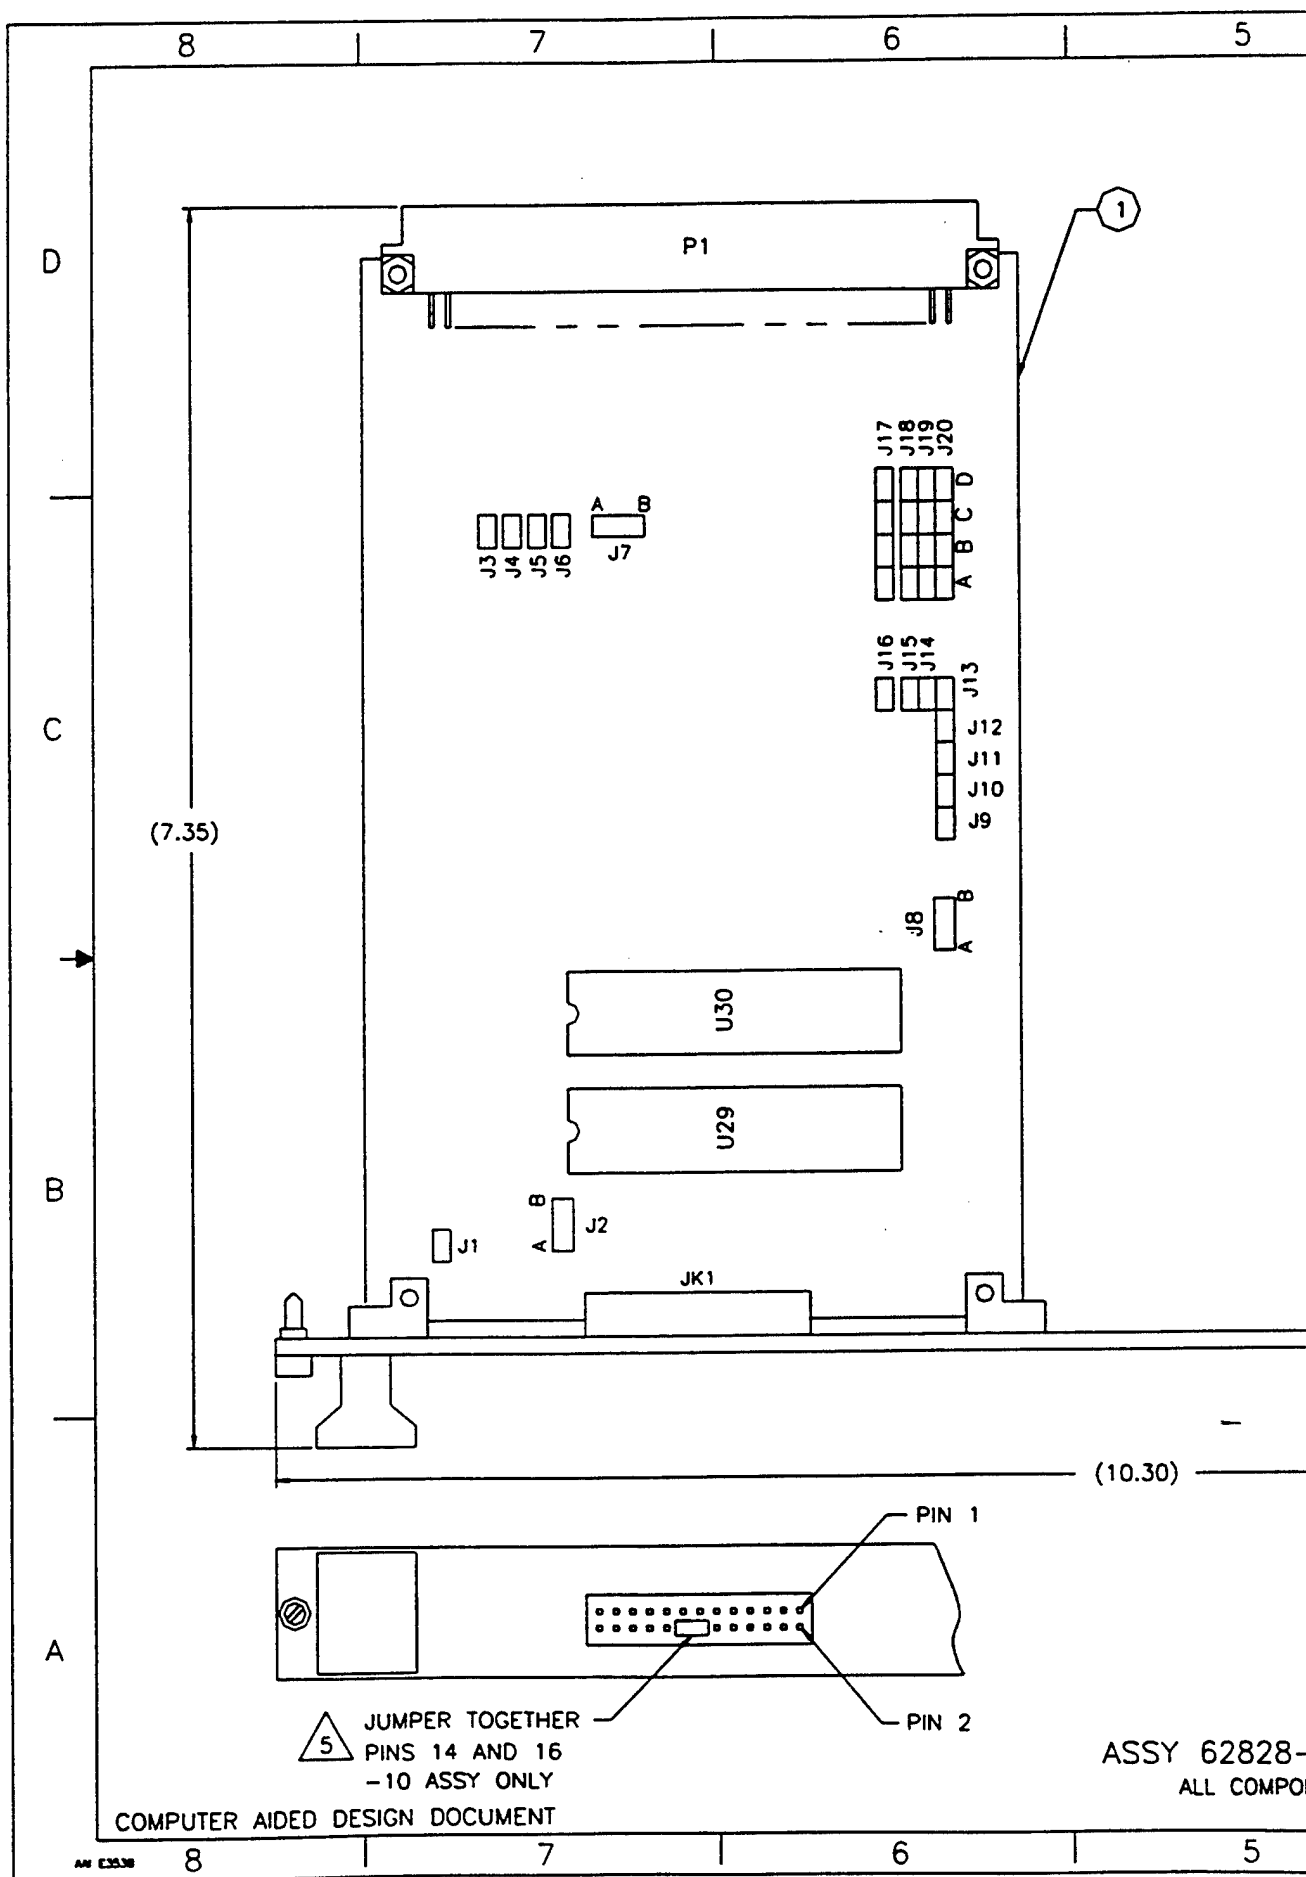 8 7 6 5
D
P1
1
J17 J18 J19 J20
D
C
B
A
A B
J7
J3 J4 J5 J6
J16 J15 J14 J13
C
J12
J11
J10
J9
(7.35)
B
J8
A
U30
U29
B
B
J2
A
J1
JK1
(10.30)
PIN 1
A
PIN 2
5
JUMPER TOGETHER
PINS 14 AND 16
-10 ASSY ONLY
ASSY 62828-
ALL COMPO
COMPUTER AIDED DESIGN DOCUMENT
8 7 6 5